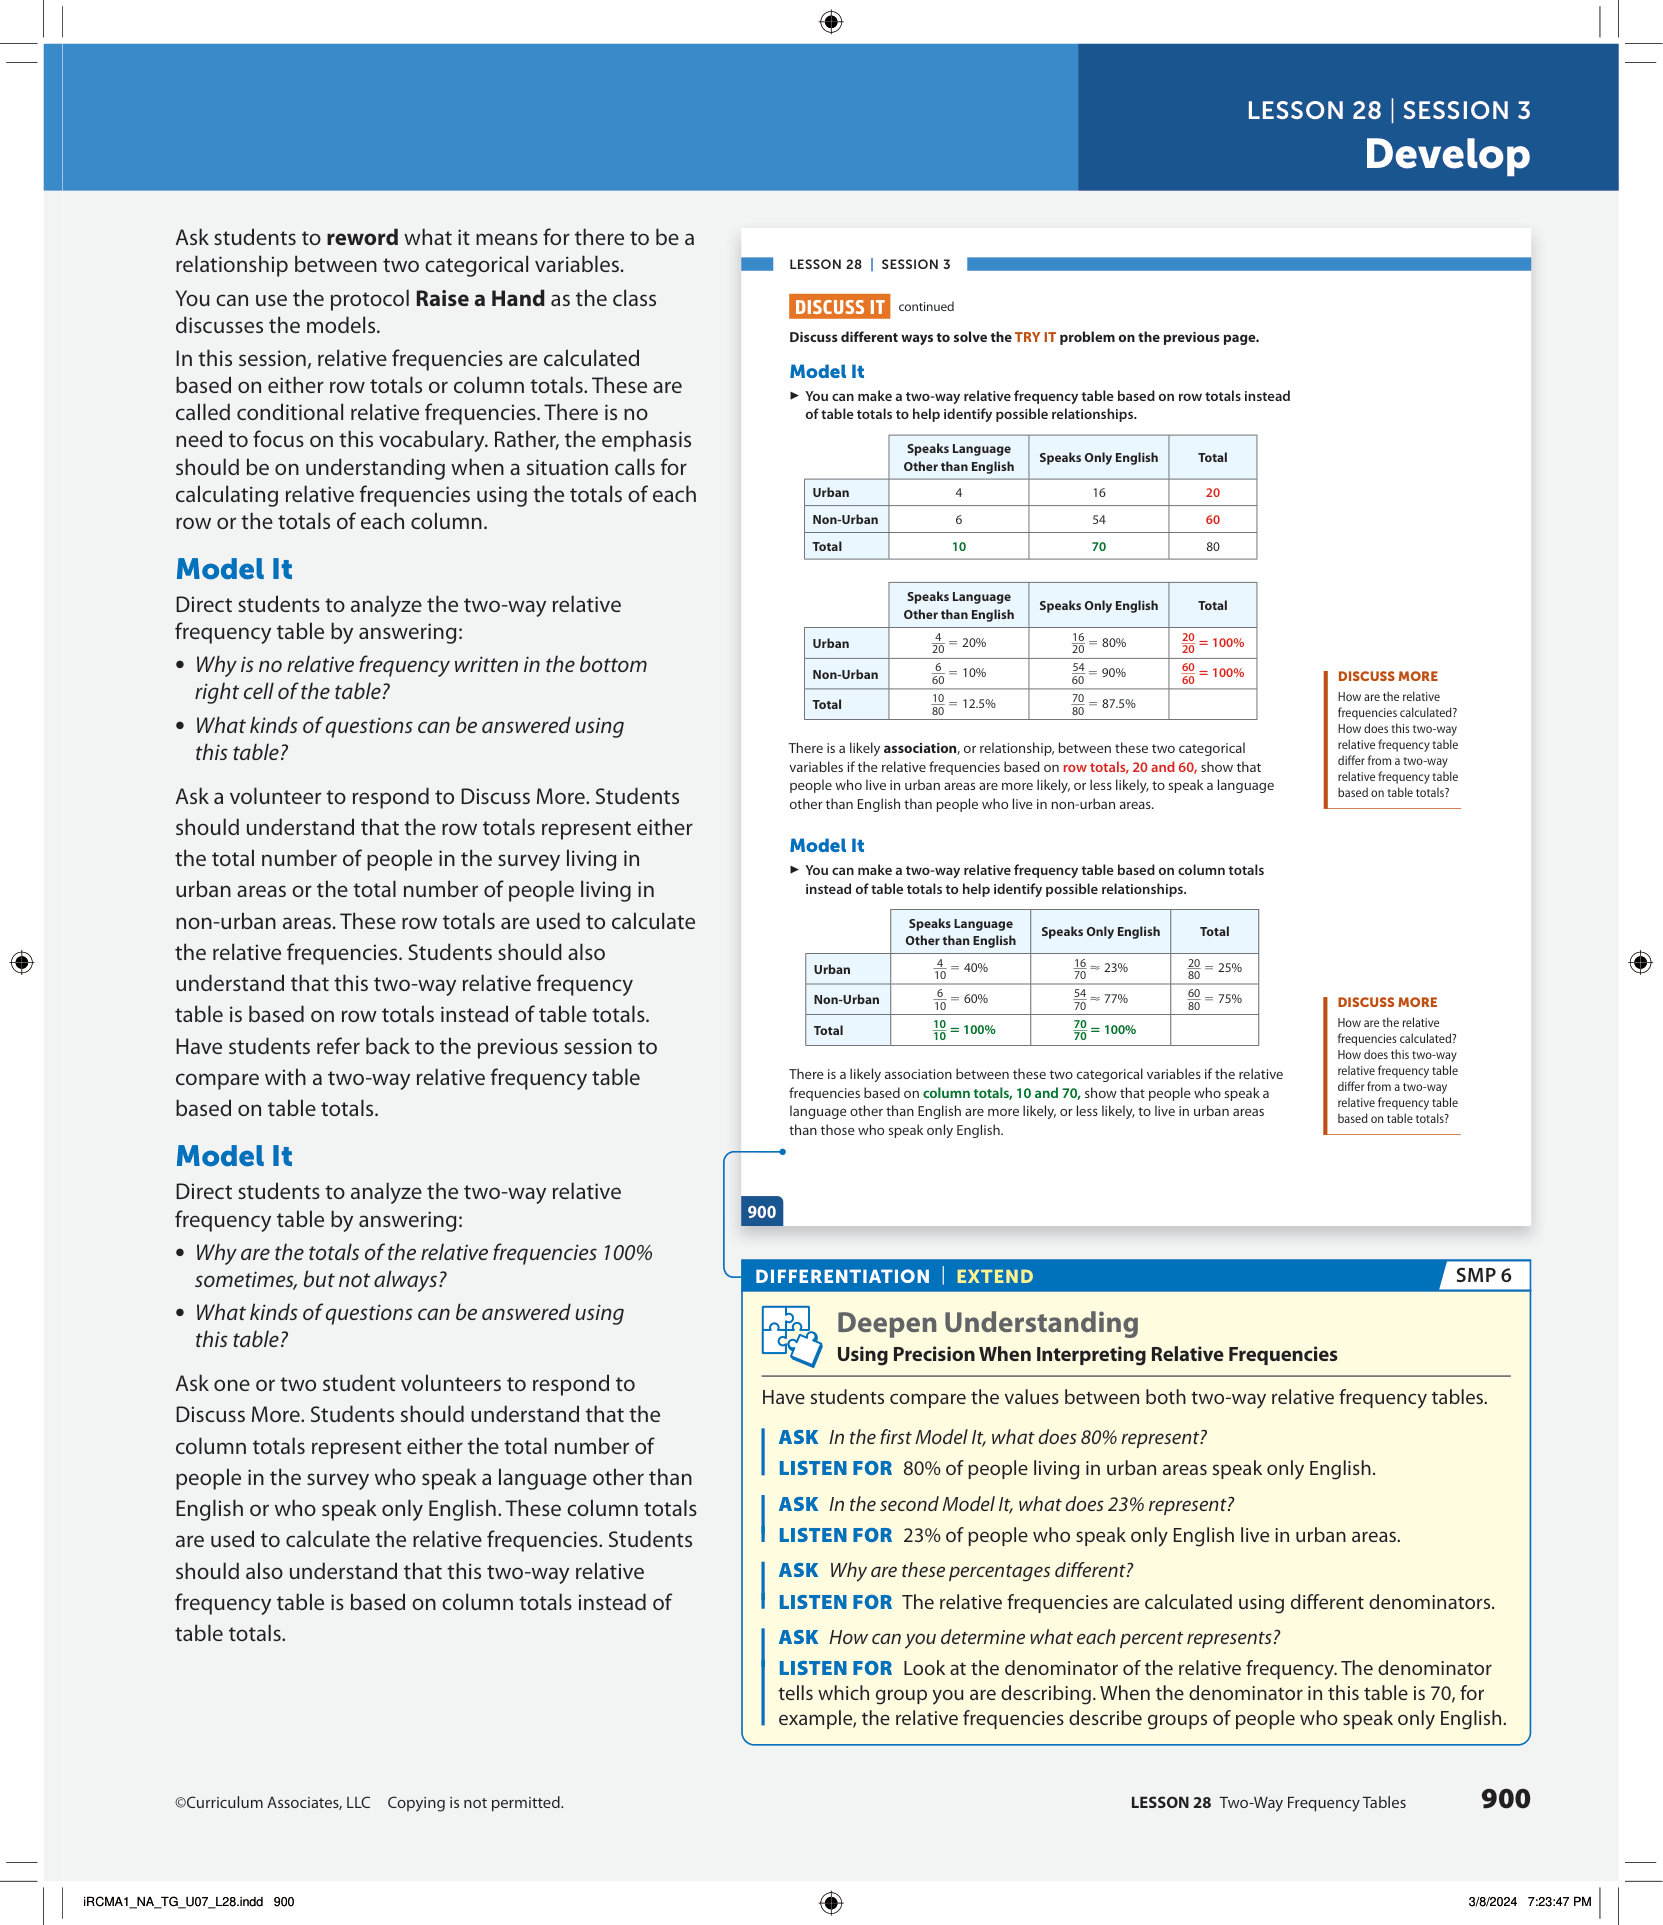 LESSON 28 | SESSION 3
Develop
Ask students to reword what it means for there to be a
relationship between two categorical variables.
You can use the protocol Raise a Hand as the class
discusses the models.
In this session, relative frequencies are calculated
based on either row totals or column totals. These are
called conditional relative frequencies. There is no
need to focus on this vocabulary. Rather, the emphasis
should be on understanding when a situation calls for
calculating relative frequencies using the totals of each
row or the totals of each column.
Model It
Direct students to analyze the two-way relative
frequency table by answering:
• Why is no relative frequency written in the bottom
right cell of the table?
• What kinds of questions can be answered using
this table?
Ask a volunteer to respond to Discuss More. Students
should understand that the row totals represent either
the total number of people in the survey living in
urban areas or the total number of people living in
non-urban areas. These row totals are used to calculate
the relative frequencies. Students should also
understand that this two-way relative frequency
table is based on row totals instead of table totals.
Have students refer back to the previous session to
compare with a two-way relative frequency table
based on table totals.
Model It
Direct students to analyze the two-way relative
frequency table by answering:
• Why are the totals of the relative frequencies 100%
sometimes, but not always?
• What kinds of questions can be answered using
this table?
Ask one or two student volunteers to respond to
Discuss More. Students should understand that the
column totals represent either the total number of
people in the survey who speak a language other than
English or who speak only English. These column totals
are used to calculate the relative frequencies. Students
should also understand that this two-way relative
frequency table is based on column totals instead of
table totals.
LESSON 28 | SESSION 3
DISCUSS IT continued
Discuss different ways to solve the TRY IT problem on the previous page.
Model It
► You can make a two-way relative frequency table based on row totals instead
of table totals to help identify possible relationships.
Speaks Language
Other than English Speaks Only English Total
Urban 4 16 20
Non-Urban 6 54 60
Total 10 70 80
Speaks Language
Other than English Speaks Only English Total
Urban 4/20 = 20% 16/20 = 80% 20/20 = 100%
Non-Urban 6/60 = 10% 54/60 = 90% 60/60 = 100%
Total 10/80 = 12.5% 70/80 = 87.5%
There is a likely association, or relationship, between these two categorical
variables if the relative frequencies based on row totals, 20 and 60, show that
people who live in urban areas are more likely, or less likely, to speak a language
other than English than people who live in non-urban areas.
DISCUSS MORE
How are the relative
frequencies calculated?
How does this two-way
relative frequency table
differ from a two-way
relative frequency table
based on table totals?
Model It
► You can make a two-way relative frequency table based on column totals
instead of table totals to help identify possible relationships.
Speaks Language
Other than English Speaks Only English Total
Urban 4/10 = 40% 16/70 ≈ 23% 20/80 = 25%
Non-Urban 6/10 = 60% 54/70 ≈ 77% 60/80 = 75%
Total 10/10 = 100% 70/70 = 100%
There is a likely association between these two categorical variables if the relative
frequencies based on column totals, 10 and 70, show that people who speak a
language other than English are more likely, or less likely, to live in urban areas
than those who speak only English.
DISCUSS MORE
How are the relative
frequencies calculated?
How does this two-way
relative frequency table
differ from a two-way
relative frequency table
based on table totals?
900
DIFFERENTIATION | EXTEND SMP 6
Deepen Understanding
Using Precision When Interpreting Relative Frequencies
Have students compare the values between both two-way relative frequency tables.
ASK In the first Model It, what does 80% represent?
LISTEN FOR 80% of people living in urban areas speak only English.
ASK In the second Model It, what does 23% represent?
LISTEN FOR 23% of people who speak only English live in urban areas.
ASK Why are these percentages different?
LISTEN FOR The relative frequencies are calculated using different denominators.
ASK How can you determine what each percent represents?
LISTEN FOR Look at the denominator of the relative frequency. The denominator
tells which group you are describing. When the denominator in this table is 70, for
example, the relative frequencies describe groups of people who speak only English.
©Curriculum Associates, LLC Copying is not permitted.
LESSON 28 Two-Way Frequency Tables 900
iRCMA1_NA_TG_U07_L28.indd 900
3/8/2024 7:23:47 PM